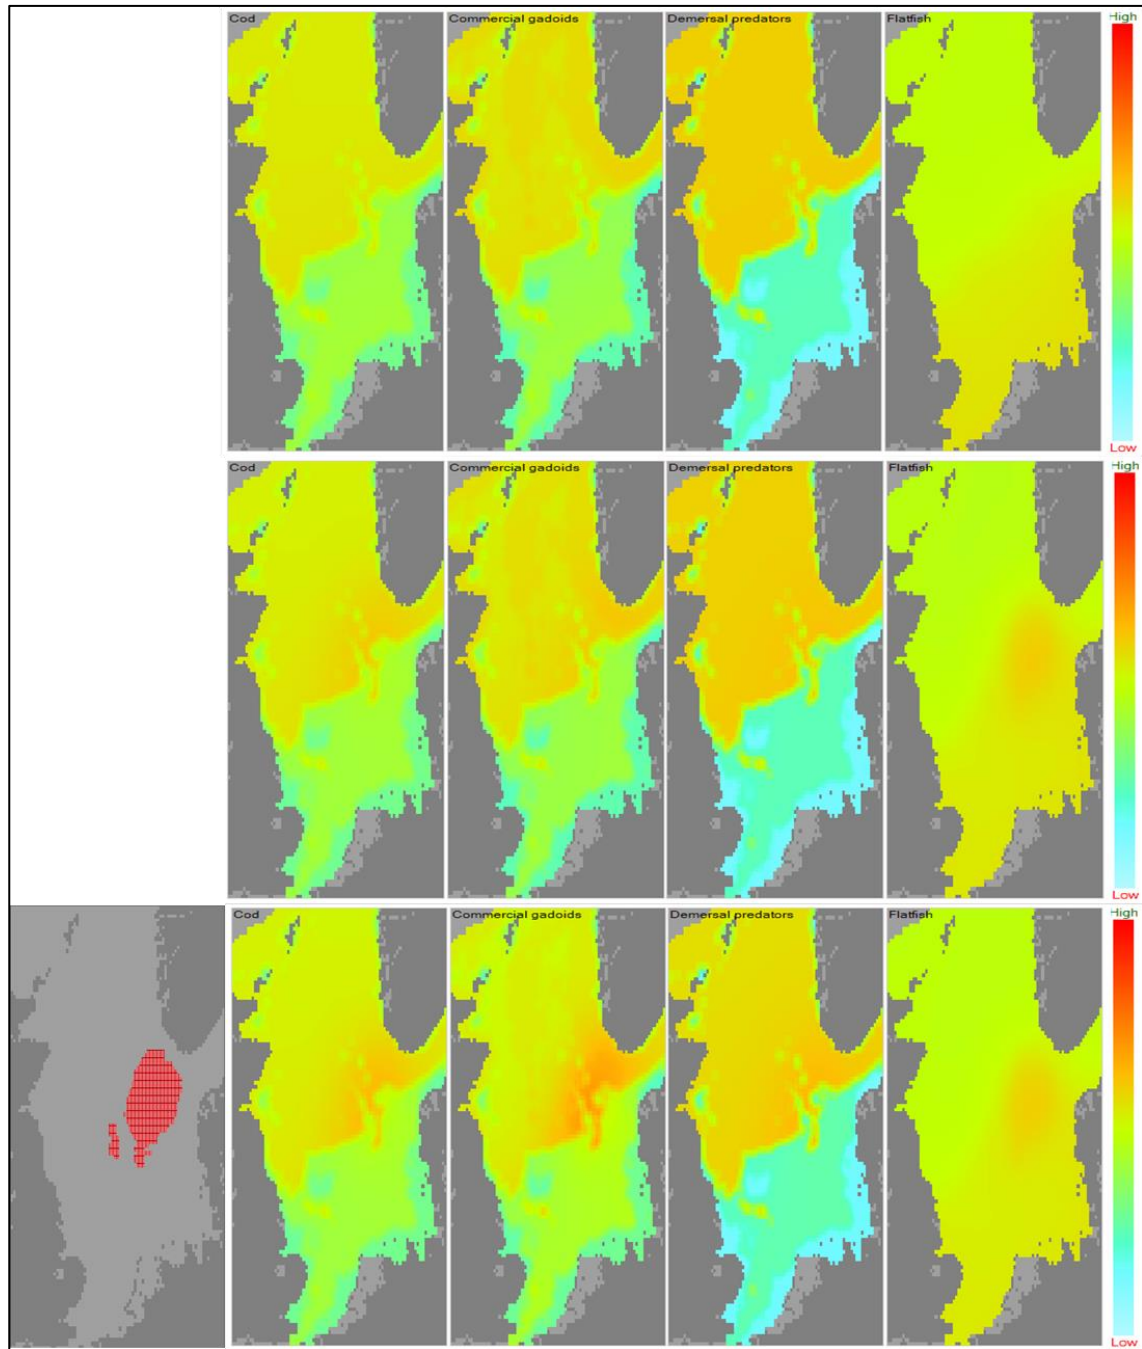 Cod Commercial gadoids Demersal predators Flatfish High
Low
Cod Commercial gadoids Demersal predators Flatfish High
Low
Cod Commercial gadoids Demersal predators Flatfish High
Low